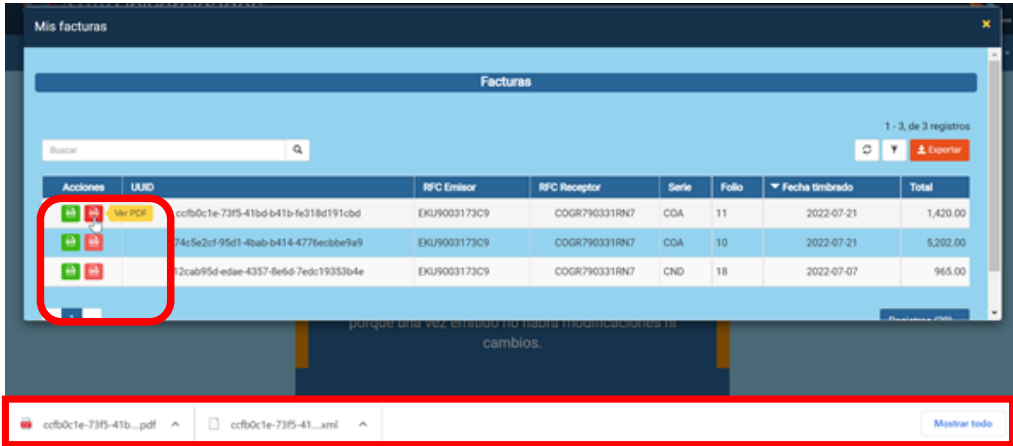 Mis facturas
×
Facturas
1 - 3, de 3 registros
Buscar
Exportar
Acciones UUID RFC Emisor RFC Receptor Serie Folio Fecha timbrado Total
Ver PDF ccfb0c1e-73f5-41bd-b41b-fe318d191cbd EKU9003173C9 COGR790331RN7 COA 11 2022-07-21 1,420.00
74c5e2cf-95d1-4bab-b414-4776ecbbe9a9 EKU9003173C9 COGR790331RN7 COA 10 2022-07-21 5,202.00
12cab95d-edae-4357-8e6d-7edc19353b4e EKU9003173C9 COGR790331RN7 CND 18 2022-07-07 965.00
porque una vez emitido no habrá modificaciones ni
cambios.
ccfb0c1e-73f5-41b....pdf ccfb0c1e-73f5-41....xml Mostrar todo